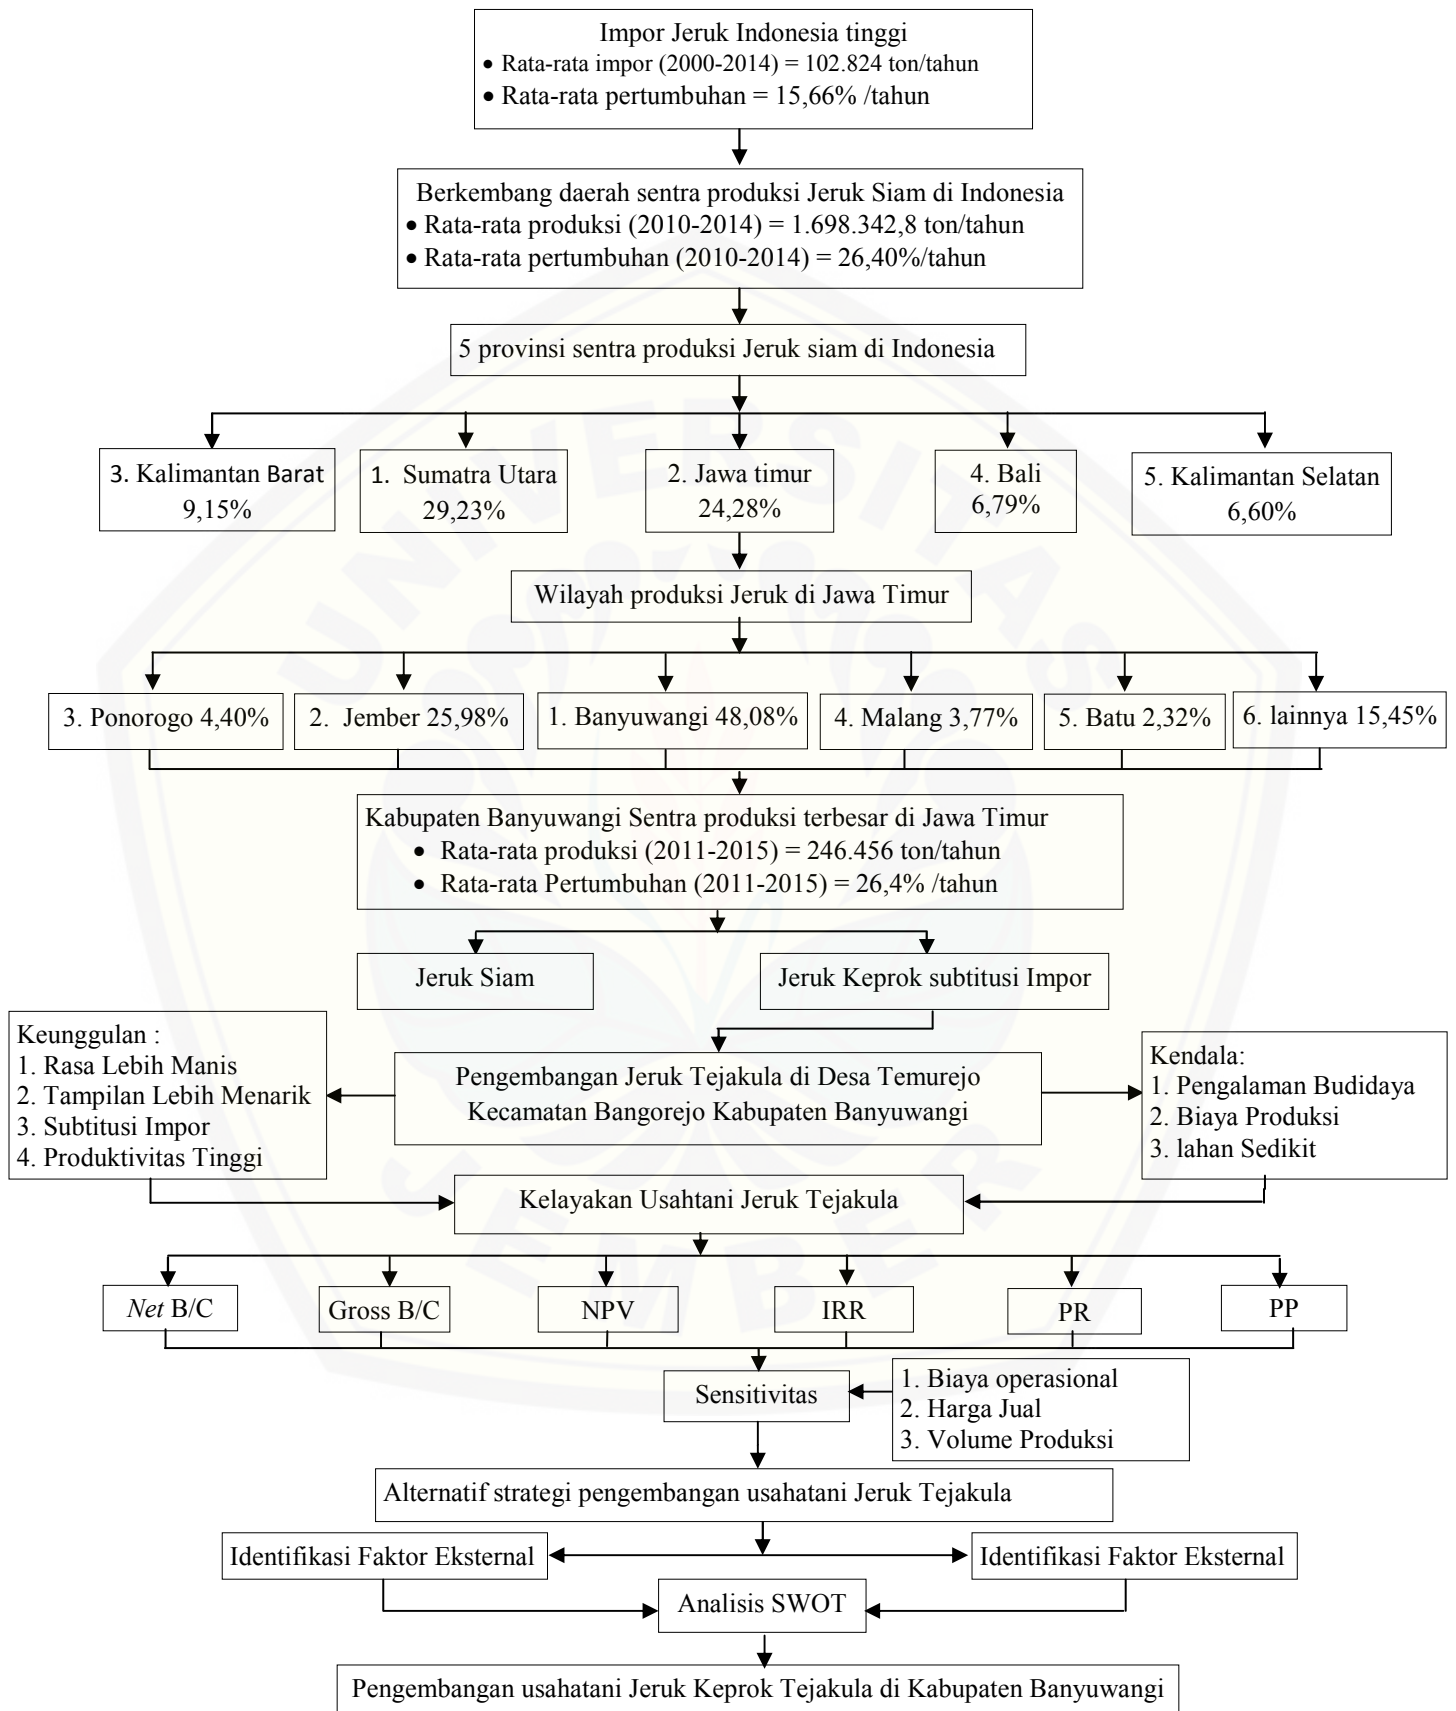 Impor Jeruk Indonesia tinggi
• Rata-rata impor (2000-2014) = 102.824 ton/tahun
• Rata-rata pertumbuhan = 15,66% /tahun
Berkembang daerah sentra produksi Jeruk Siam di Indonesia
• Rata-rata produksi (2010-2014) = 1.698.342,8 ton/tahun
• Rata-rata pertumbuhan (2010-2014) = 26,40%/tahun
5 provinsi sentra produksi Jeruk siam di Indonesia
3. Kalimantan Barat
9,15%
1. Sumatra Utara
29,23%
2. Jawa timur
24,28%
4. Bali
6,79%
5. Kalimantan Selatan
6,60%
Wilayah produksi Jeruk di Jawa Timur
3. Ponorogo 4,40%
2. Jember 25,98%
1. Banyuwangi 48,08%
4. Malang 3,77%
5. Batu 2,32%
6. lainnya 15,45%
Kabupaten Banyuwangi Sentra produksi terbesar di Jawa Timur
• Rata-rata produksi (2011-2015) = 246.456 ton/tahun
• Rata-rata Pertumbuhan (2011-2015) = 26,4% /tahun
Jeruk Siam
Jeruk Keprok subtitusi Impor
Keunggulan :
1. Rasa Lebih Manis
2. Tampilan Lebih Menarik
3. Subtitusi Impor
4. Produktivitas Tinggi
Pengembangan Jeruk Tejakula di Desa Temurejo
Kecamatan Bangorejo Kabupaten Banyuwangi
Kendala:
1. Pengalaman Budidaya
2. Biaya Produksi
3. lahan Sedikit
Kelayakan Usahtani Jeruk Tejakula
Net B/C
Gross B/C
NPV
IRR
PR
PP
Sensitivitas
1. Biaya operasional
2. Harga Jual
3. Volume Produksi
Alternatif strategi pengembangan usahatani Jeruk Tejakula
Identifikasi Faktor Eksternal
Identifikasi Faktor Eksternal
Analisis SWOT
Pengembangan usahatani Jeruk Keprok Tejakula di Kabupaten Banyuwangi
UNIVERSITAS
JEMBER